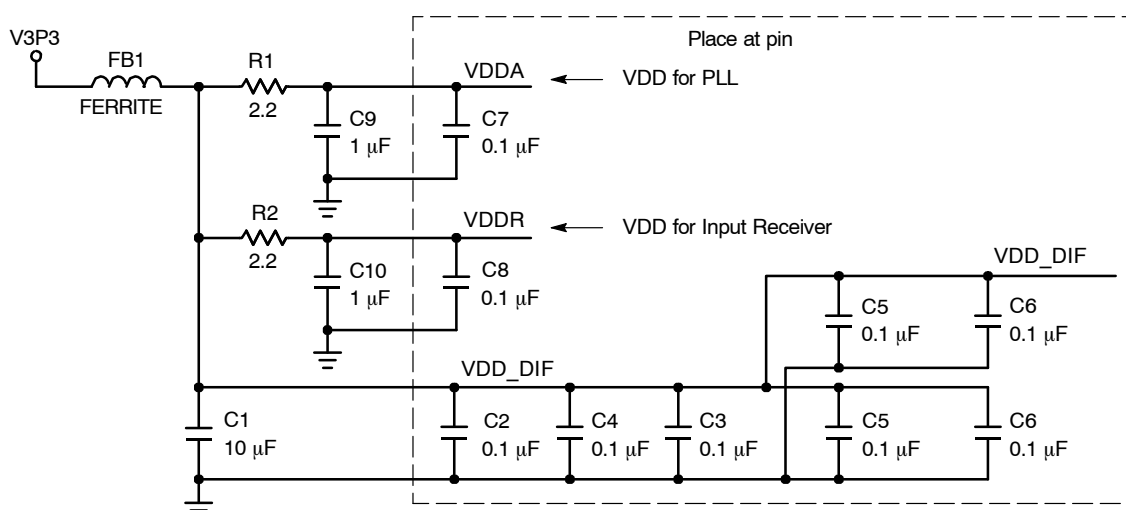 Place at pin
V3P3
FB1
FERRITE
R1
2.2
VDDA
VDD for PLL
C9
1 μF
C7
0.1 μF
R2
2.2
VDDR
VDD for Input Receiver
C10
1 μF
C8
0.1 μF
VDD_DIF
C5
0.1 μF
C6
0.1 μF
VDD_DIF
C1
10 μF
C2
0.1 μF
C4
0.1 μF
C3
0.1 μF
C5
0.1 μF
C6
0.1 μF